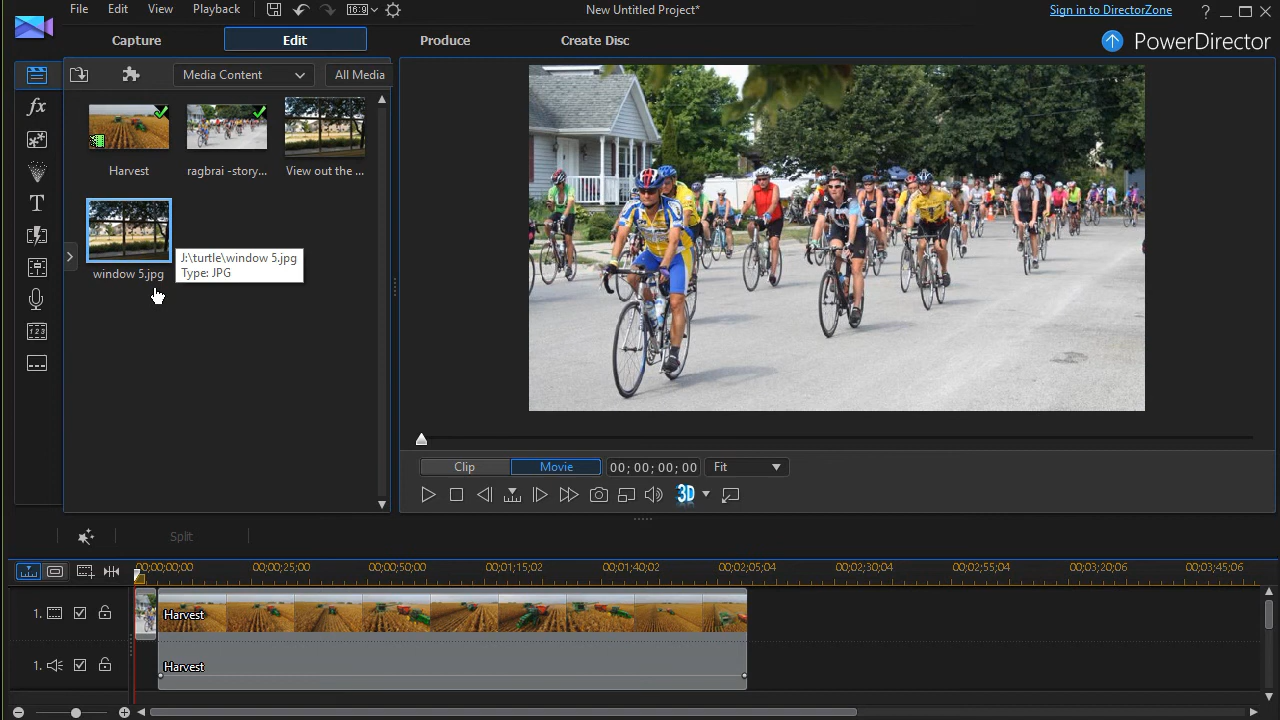 File Edit View Playback 16:9 New Untitled Project* Sign in to DirectorZone ?
Capture Edit Produce Create Disc PowerDirector
Media Content All Media
fx
Harvest ragbrai -story... View out the ...
T
J:\turtle\window 5.jpg
window 5.jpg Type: JPG
1 2 3
Clip Movie 00; 00; 00; 00 Fit
3D
Split
00;00;00;00 00;00;25;00 00;00;50;00 00;01;15;02 00;01;40;02 00;02;05;04 00;02;30;04 00;02;55;04 00;03;20;06 00;03;45;06
1. Harvest
1. Harvest